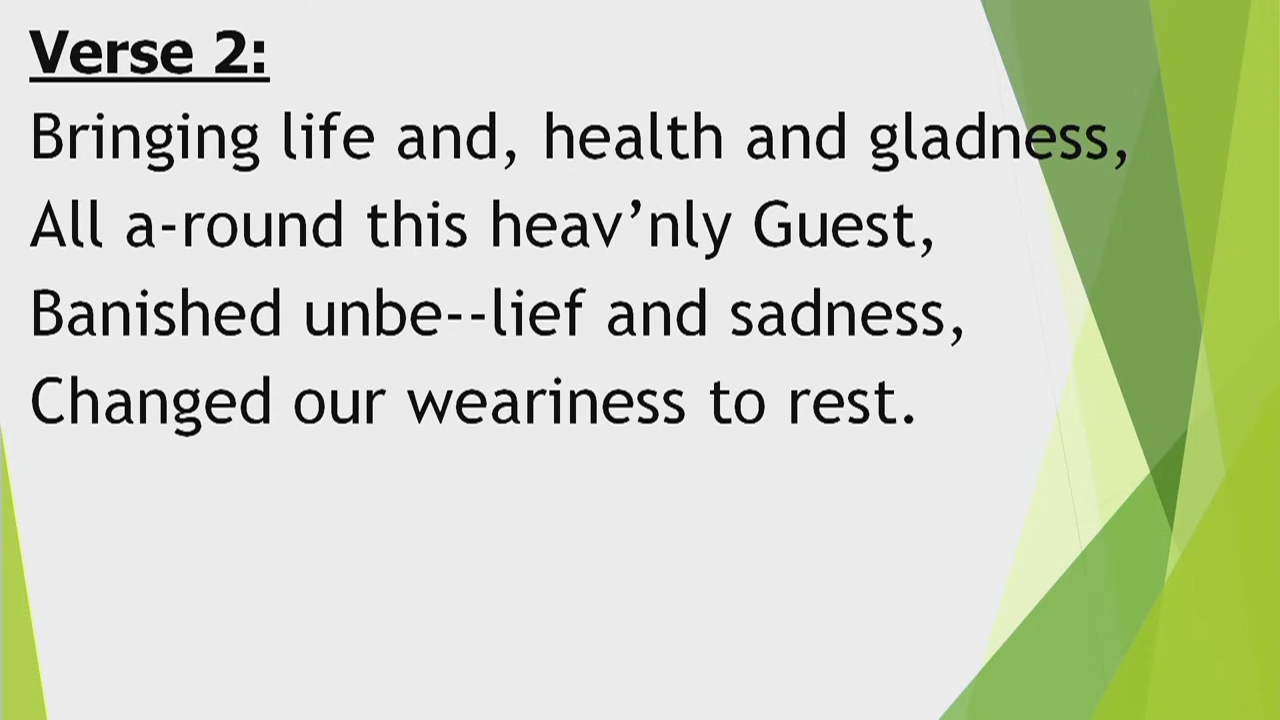 Verse 2:
Bringing life and, health and gladness,
All a-round this heav’nly Guest,
Banished unbe--lief and sadness,
Changed our weariness to rest.